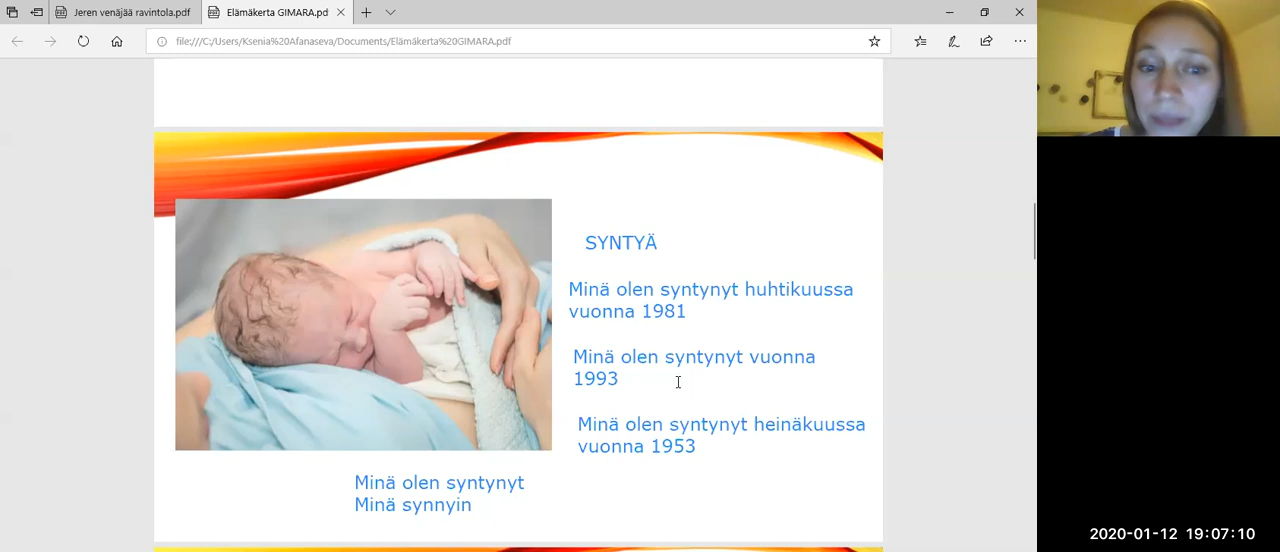 Jeren venäjää ravintola.pdf
Elämäkerta GIMARA.pd
file:///C:/Users/Ksenia%20Afanaseva/Documents/Elämäkerta%20GIMARA.pdf
SYNTYÄ
Minä olen syntynyt huhtikuussa
vuonna 1981
Minä olen syntynyt vuonna
1993
Minä olen syntynyt heinäkuussa
vuonna 1953
Minä olen syntynyt
Minä synnyin
2020-01-12 19:07:10